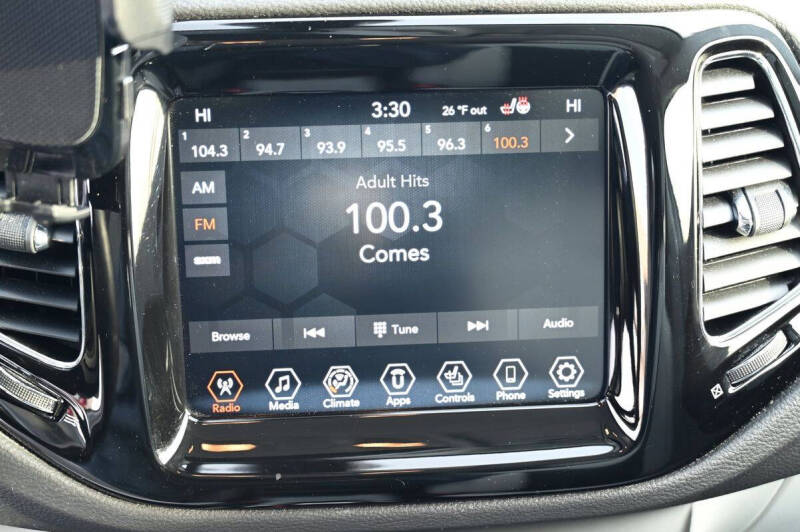 HI 3:30 26 °F out HI
1 104.3 2 94.7 3 93.9 4 95.5 5 96.3 6 100.3
AM
FM
sxm
Adult Hits
100.3
Comes
Browse Tune Audio
Radio Media Climate Apps Controls Phone Settings